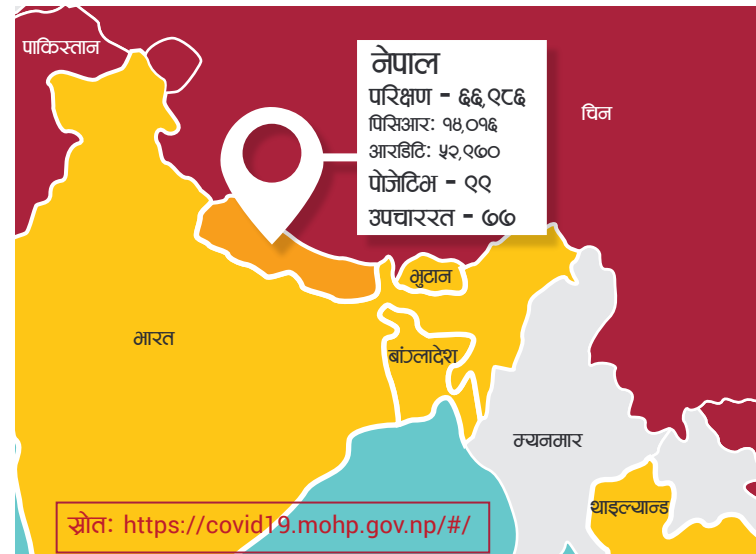 पाकिस्तान
नेपाल
परिक्षण - ६६,९८६
पिसिआर: १४,०१६
आरडिटि: ५२,९७०
पोजेटिभ - ९९
उपचाररत - ७७
चिन
भुटान
भारत
बांग्लादेश
म्यनमार
थाइल्यान्ड
स्रोत: https://covid19.mohp.gov.np/#/